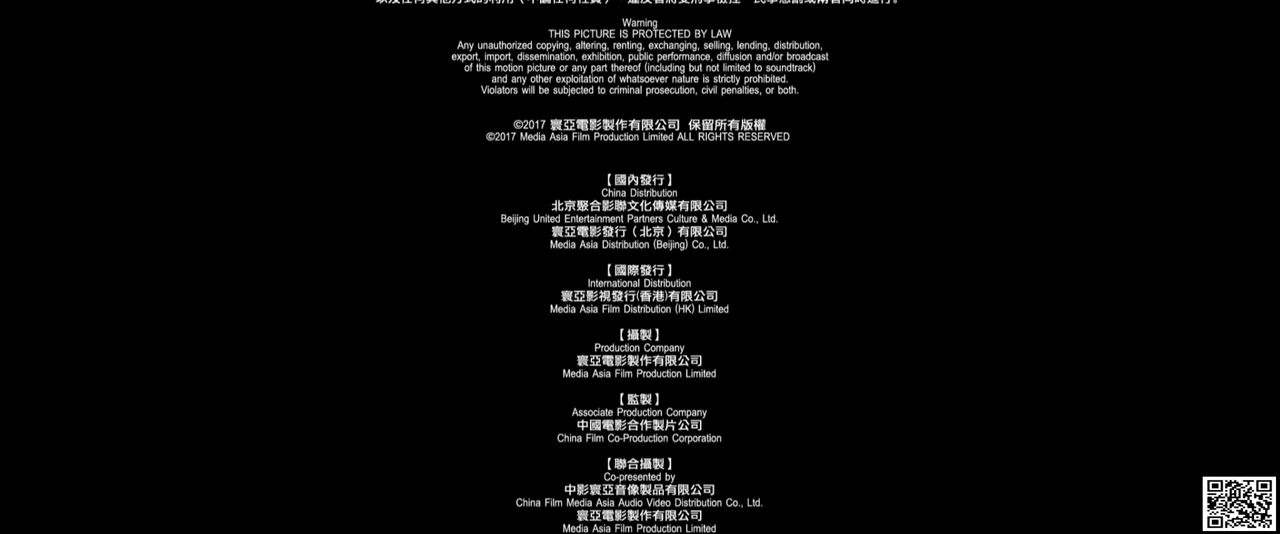 Warning
THIS PICTURE IS PROTECTED BY LAW
Any unauthorized copying, altering, renting, exchanging, selling, lending, distribution,
export, import, dissemination, exhibition, public performance, diffusion and/or broadcast
of this motion picture or any part thereof (including but not limited to soundtrack)
and any other exploitation of whatsoever nature is strictly prohibited.
Violators will be subjected to criminal prosecution, civil penalties, or both.
©2017 寰亞電影製作有限公司 保留所有版權
©2017 Media Asia Film Production Limited ALL RIGHTS RESERVED
【國內發行】
China Distribution
北京聚合影聯文化傳媒有限公司
Beijing United Entertainment Partners Culture & Media Co., Ltd.
寰亞電影發行（北京）有限公司
Media Asia Distribution (Beijing) Co., Ltd.
【國際發行】
International Distribution
寰亞影視發行(香港)有限公司
Media Asia Film Distribution (HK) Limited
【攝製】
Production Company
寰亞電影製作有限公司
Media Asia Film Production Limited
【監製】
Associate Production Company
中國電影合作製片公司
China Film Co-Production Corporation
【聯合攝製】
Co-presented by
中影寰亞音像製品有限公司
China Film Media Asia Audio Video Distribution Co., Ltd.
寰亞電影製作有限公司
Media Asia Film Production Limited